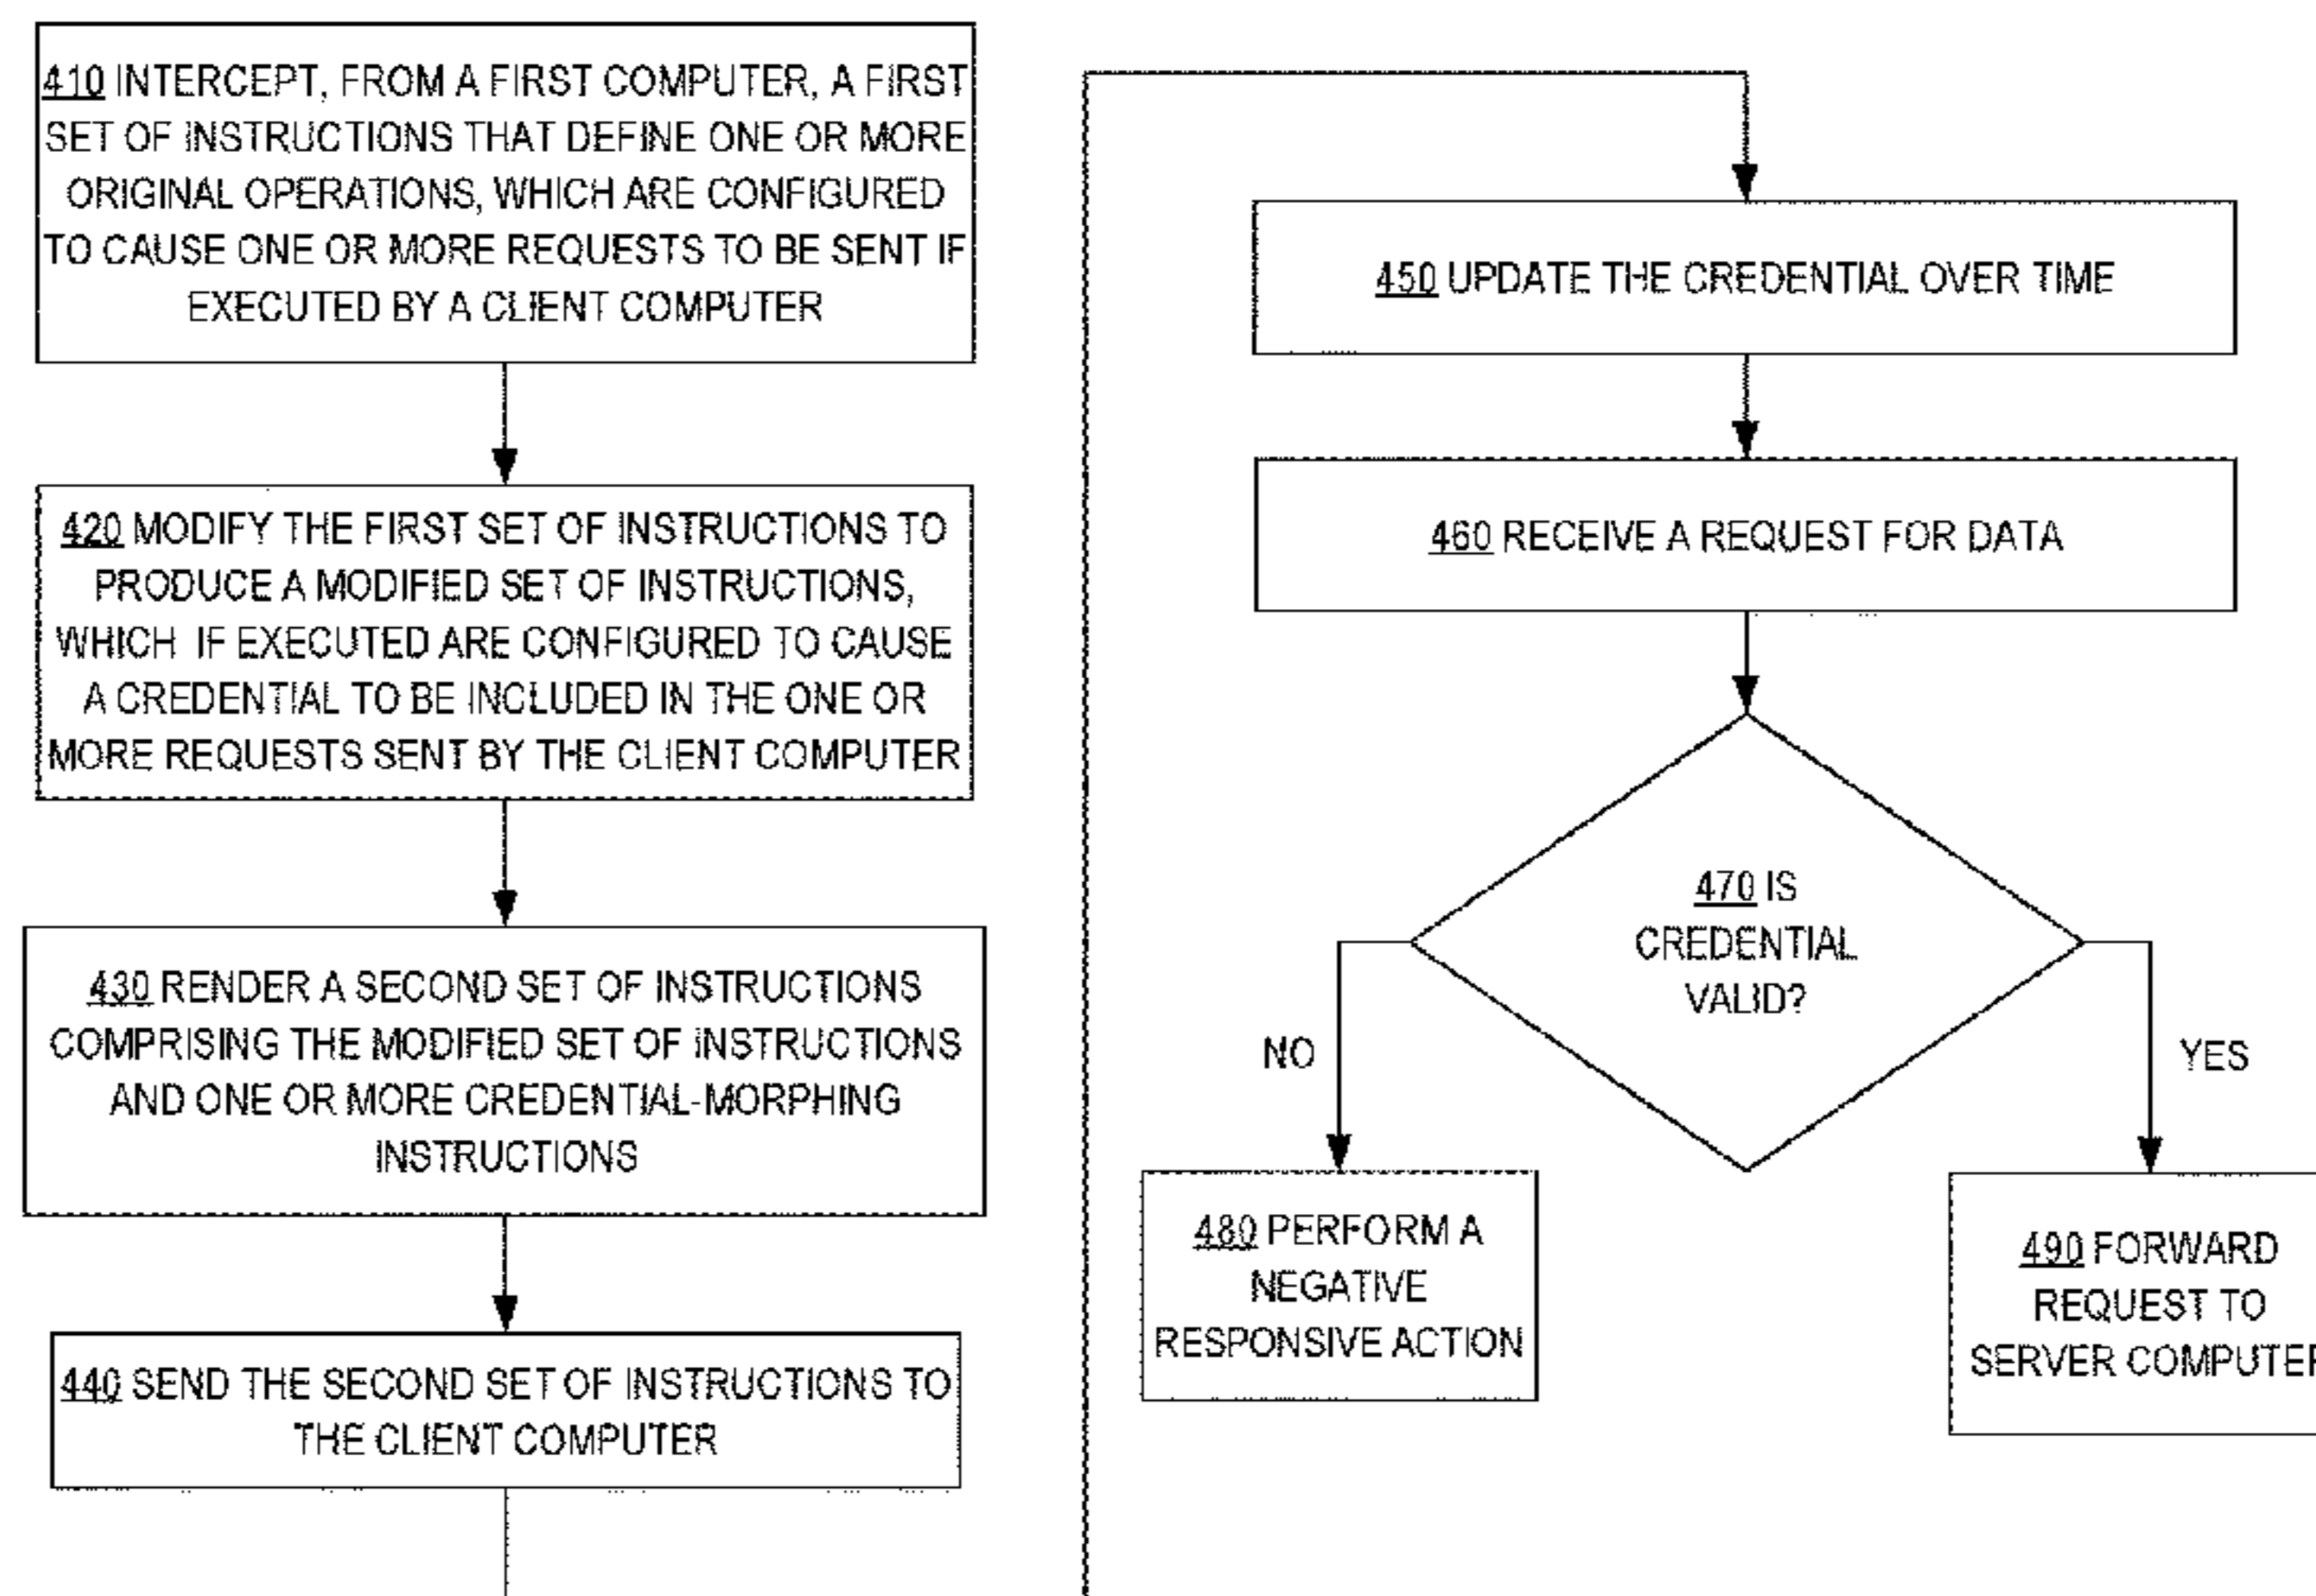 410 INTERCEPT, FROM A FIRST COMPUTER, A FIRST
SET OF INSTRUCTIONS THAT DEFINE ONE OR MORE
ORIGINAL OPERATIONS, WHICH ARE CONFIGURED
TO CAUSE ONE OR MORE REQUESTS TO BE SENT IF
EXECUTED BY A CLIENT COMPUTER
420 MODIFY THE FIRST SET OF INSTRUCTIONS TO
PRODUCE A MODIFIED SET OF INSTRUCTIONS,
WHICH IF EXECUTED ARE CONFIGURED TO CAUSE
A CREDENTIAL TO BE INCLUDED IN THE ONE OR
MORE REQUESTS SENT BY THE CLIENT COMPUTER
430 RENDER A SECOND SET OF INSTRUCTIONS
COMPRISING THE MODIFIED SET OF INSTRUCTIONS
AND ONE OR MORE CREDENTIAL-MORPHING
INSTRUCTIONS
440 SEND THE SECOND SET OF INSTRUCTIONS TO
THE CLIENT COMPUTER
450 UPDATE THE CREDENTIAL OVER TIME
460 RECEIVE A REQUEST FOR DATA
470 IS
CREDENTIAL
VALID?
NO
YES
480 PERFORM A
NEGATIVE
RESPONSIVE ACTION
490 FORWARD
REQUEST TO
SERVER COMPUTER